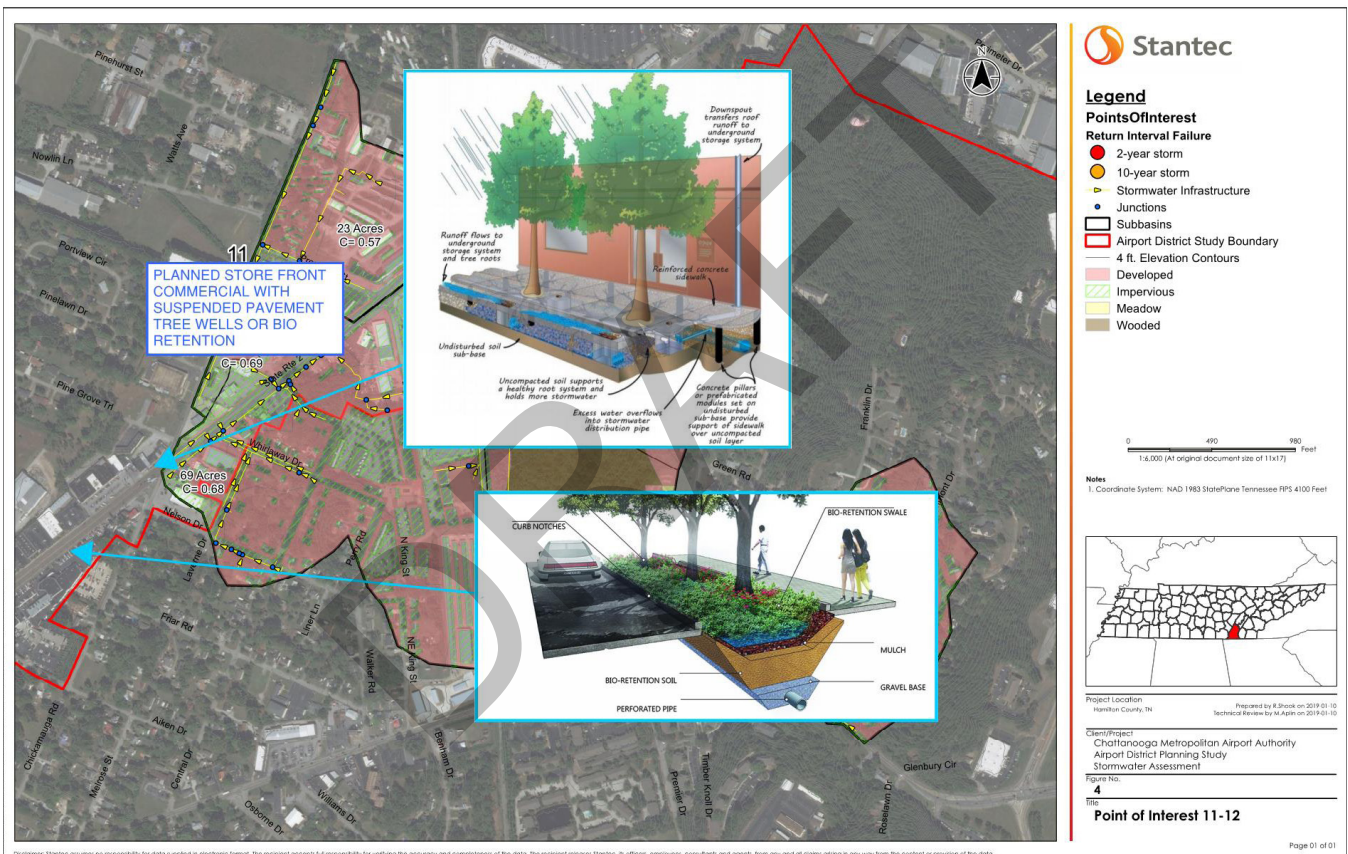 Pinehurst St
Watts Ave
Nowlin Ln
Portview Cir
Pinelawn Dr
Pine Grove Trl
11
23 Acres
C= 0.57
PLANNED STORE FRONT
COMMERCIAL WITH
SUSPENDED PAVEMENT
TREE WELLS OR BIO
RETENTION
C= 0.69
Whirlaway Dr
69 Acres
C= 0.68
Nelson Dr
Perry Rd
N King St
NE King St
Friar Rd
Liner Ln
Walker Rd
Chickamauga Rd
Aiken Dr
Central Dr
Melrose St
Osborne Dr
Williams Dr
Benham Dr
Premier Dr
Timber Knoll Dr
Roselawn Dr
Glenbury Cir
Green Rd
Franklin Dr
N
DRAFT
Downspout
transfers roof
runoff to
underground
storage system
Runoff flows to
underground
storage system
and tree roots
Reinforced concrete
sidewalk
Undisturbed soil
sub-base
Uncompacted soil supports
a healthy root system and
holds more stormwater
Excess water overflows
into stormwater
distribution pipe
Concrete pillars
or prefabricated
modules set on
undisturbed
sub-base provide
support of sidewalk
over uncompacted
soil layer
CURB NOTCHES
BIO-RETENTION SWALE
MULCH
BIO-RETENTION SOIL
GRAVEL BASE
PERFORATED PIPE
Stantec
Legend
PointsOfInterest
Return Interval Failure
2-year storm
10-year storm
Stormwater Infrastructure
Junctions
Subbasins
Airport District Study Boundary
4 ft. Elevation Contours
Developed
Impervious
Meadow
Wooded
0 490 980
Feet
1:6,000 (At original document size of 11x17)
Notes
1. Coordinate System: NAD 1983 StatePlane Tennessee FIPS 4100 Feet
Project Location
Hamilton County, TN
Prepared by R.Shook on 2019-01-10
Technical Review by M.Aplin on 2019-01-10
Client/Project
Chattanooga Metropolitan Airport Authority
Airport District Planning Study
Stormwater Assessment
Figure No.
4
Title
Point of Interest 11-12
Page 01 of 01